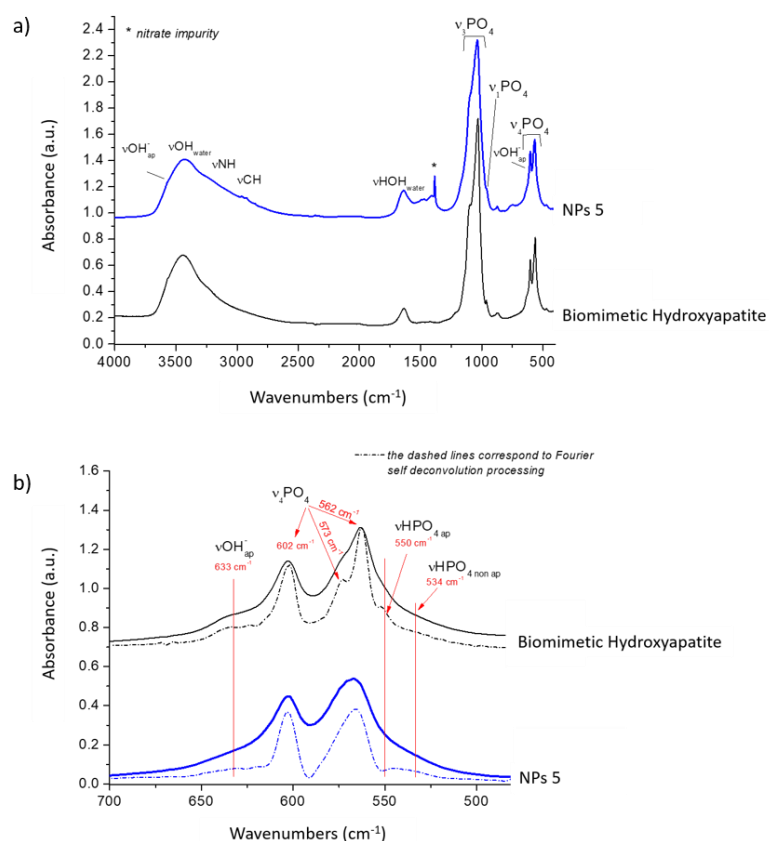 a)
* nitrate impurity
ν₃PO₄
ν₁PO₄
ν₄PO₄
νOH⁻ap
νOHwater
νNH
νCH
νHOHwater
*
νOH⁻ap
2.4
2.2
2.0
1.8
1.6
1.4
1.2
1.0
0.8
0.6
0.4
0.2
0.0
Absorbance (a.u.)
NPs 5
Biomimetic Hydroxyapatite
4000 3500 3000 2500 2000 1500 1000 500
Wavenumbers (cm⁻¹)
b)
the dashed lines correspond to Fourier
self deconvolution processing
ν₄PO₄
562 cm⁻¹
573 cm⁻¹
602 cm⁻¹
νOH⁻ap
633 cm⁻¹
νHPO₄ ap
550 cm⁻¹
νHPO₄ non ap
534 cm⁻¹
1.6
1.4
1.2
1.0
0.8
0.6
0.4
0.2
0.0
Absorbance (a.u.)
Biomimetic Hydroxyapatite
NPs 5
700 650 600 550 500
Wavenumbers (cm⁻¹)